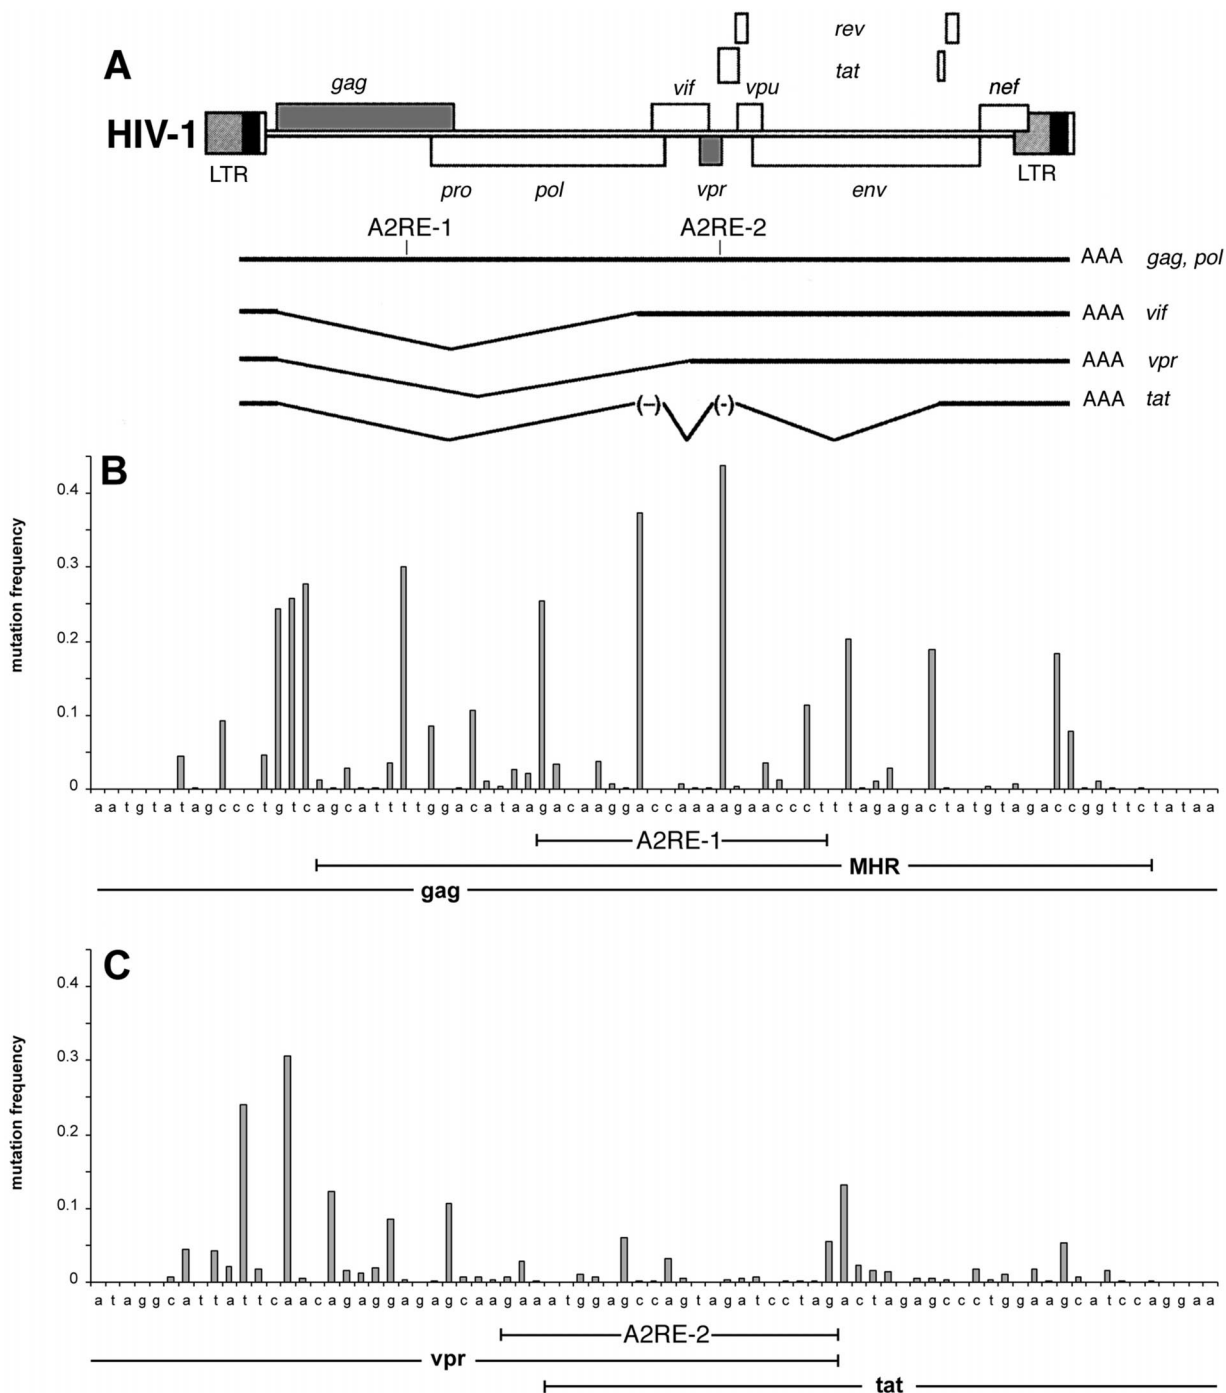 A
rev
tat
gag
vif
vpu
nef
HIV-1
LTR
LTR
pro
pol
vpr
env
A2RE-1
A2RE-2
AAA gag, pol
AAA vif
AAA vpr
(-) (-) AAA tat
B
mutation frequency
0.4
0.3
0.2
0.1
0
a a t g t a t a g c c c t g t c a g c a t t t t g g a c a t a a g a c a a g g a c c a a a a g a a c c c t t t a g a g a c t a t g t a g a c c g g t t c t a t a a
A2RE-1
MHR
gag
C
mutation frequency
0.4
0.3
0.2
0.1
0
a t a g g c a t t a t t c a a c a g a g g a g a g c a a g a a a t g g a g c c a g t a g a t c c t a g a c t a g a g c c c t g g a a g c a t c c a g g a a
A2RE-2
vpr
tat